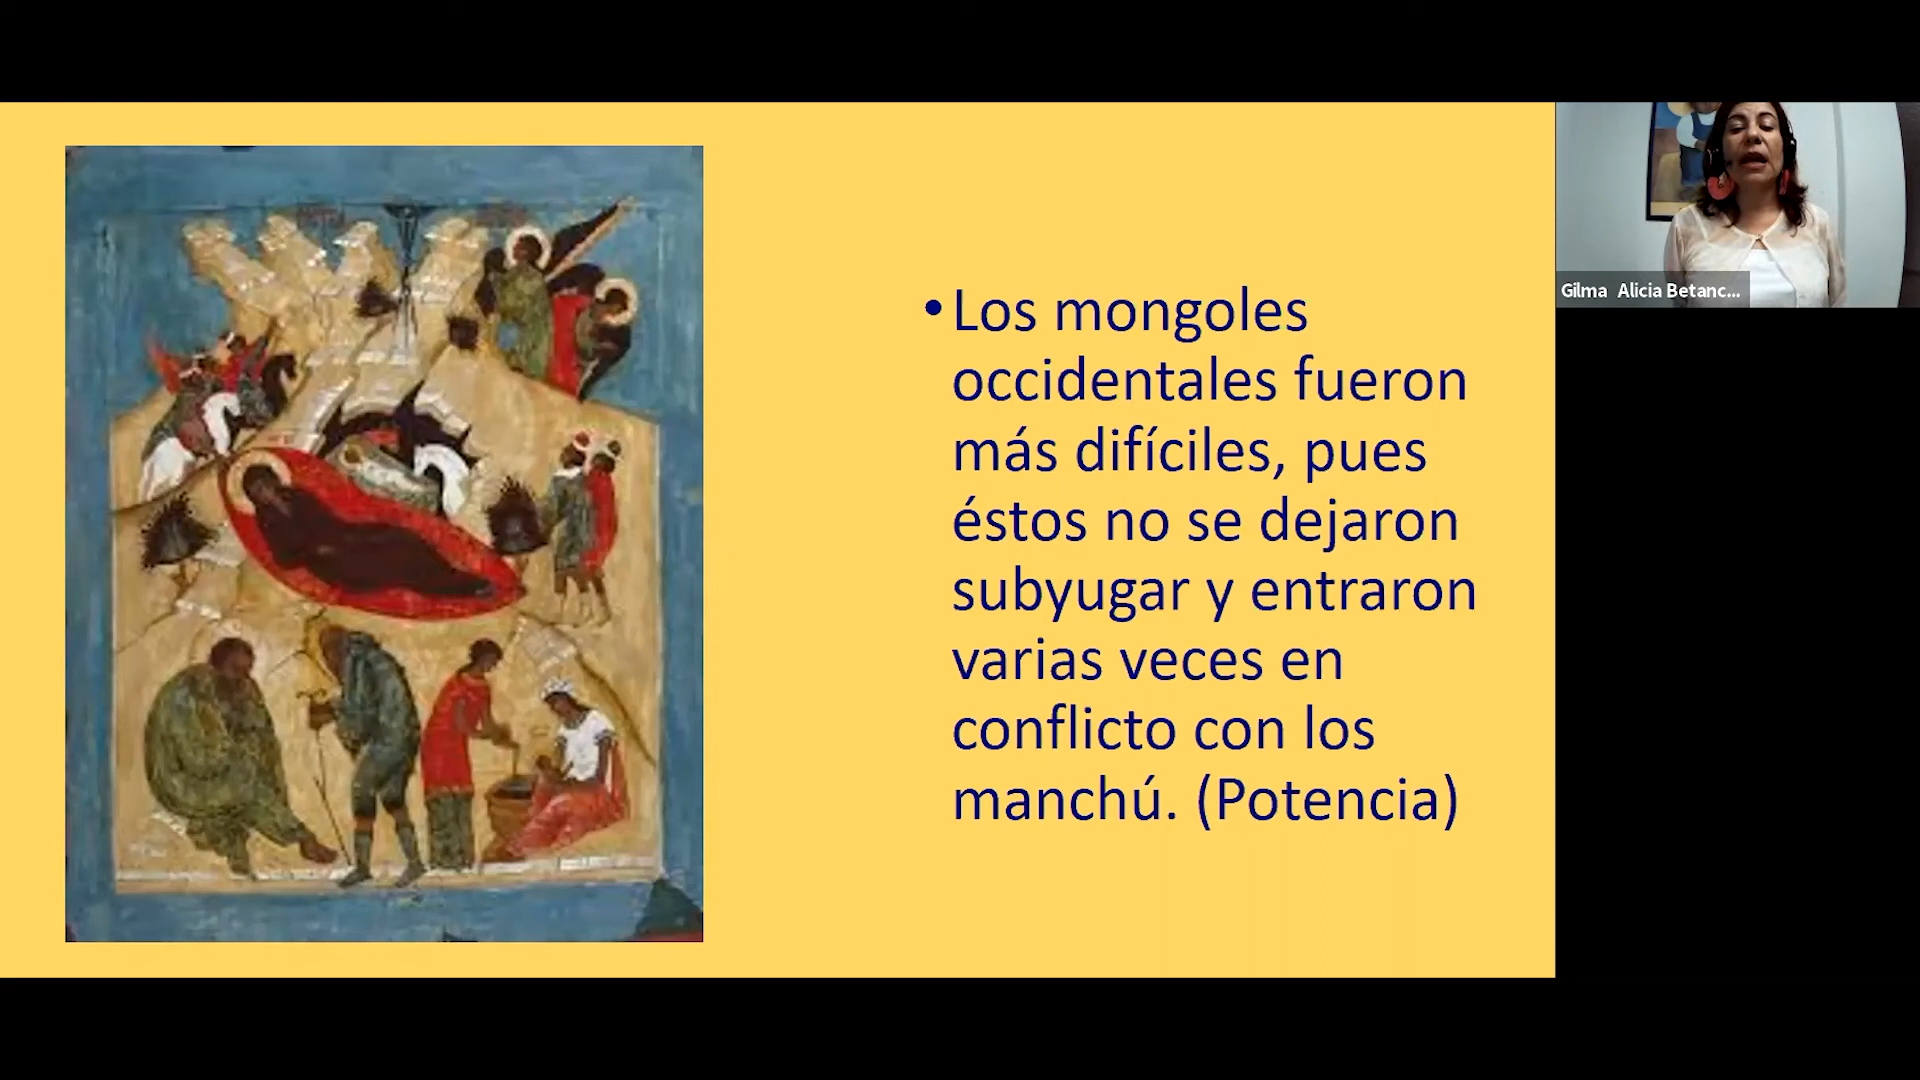 • Los mongoles
occidentales fueron
más difíciles, pues
éstos no se dejaron
subyugar y entraron
varias veces en
conflicto con los
manchú. (Potencia)
Gilma Alicia Betanc...